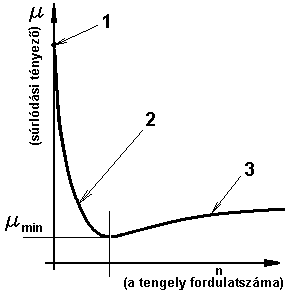 μ
(súrlódási tényező)
1
2
3
μmin
n
(a tengely fordulatszáma)